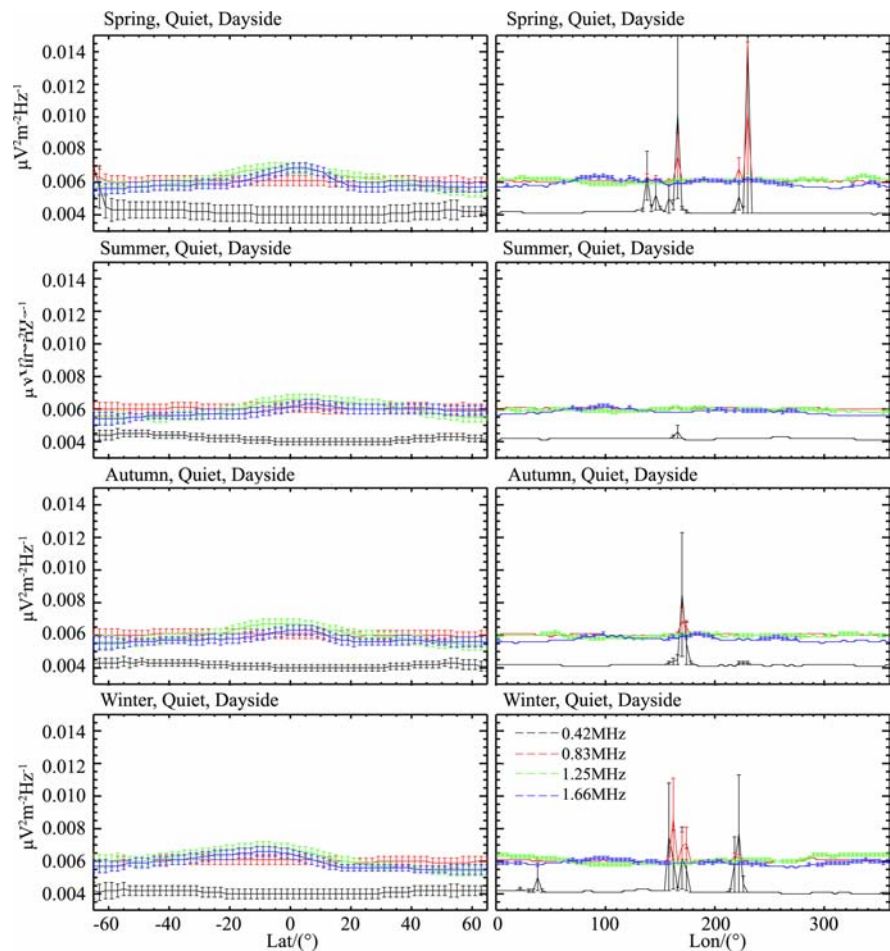 Spring, Quiet, Dayside
Spring, Quiet, Dayside
0.014
0.012
0.010
0.008
0.006
0.004
μV²m⁻²Hz⁻¹
Summer, Quiet, Dayside
Summer, Quiet, Dayside
0.014
0.012
0.010
0.008
0.006
0.004
Autumn, Quiet, Dayside
Autumn, Quiet, Dayside
0.014
0.012
0.010
0.008
0.006
0.004
μV²m⁻²Hz⁻¹
Winter, Quiet, Dayside
Winter, Quiet, Dayside
0.014
0.012
0.010
0.008
0.006
0.004
μV²m⁻²Hz⁻¹
0.42MHz
0.83MHz
1.25MHz
1.66MHz
-60 -40 -20 0 20 40 60
0 100 200 300
Lat/(°)
Lon/(°)